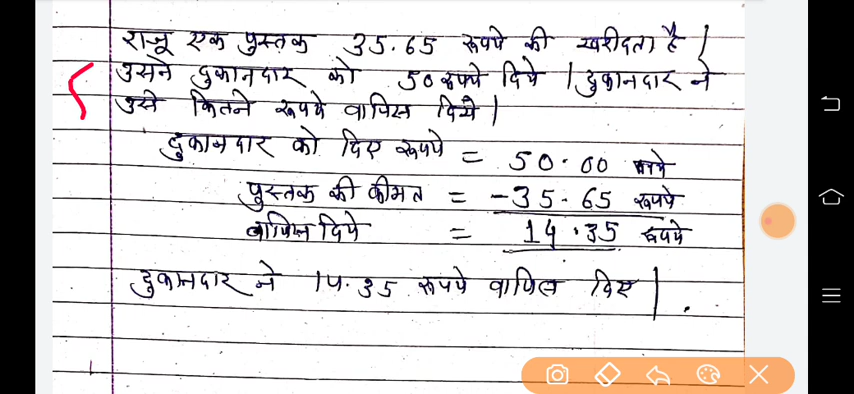 राजू एक पुस्तक 35.65 रूपये की खरीदता है |
उसने दुकानदार को 50 रूपये दिये | दुकानदार ने
उसे कितने रूपये वापिस दिये |
दुकानदार को दिए रूपये = 50.00 रूपये
पुस्तक की कीमत = -35.65 रूपये
वापिस दिये = 14.35 रूपये
दुकानदार ने 14.35 रूपये वापिस दिए | .